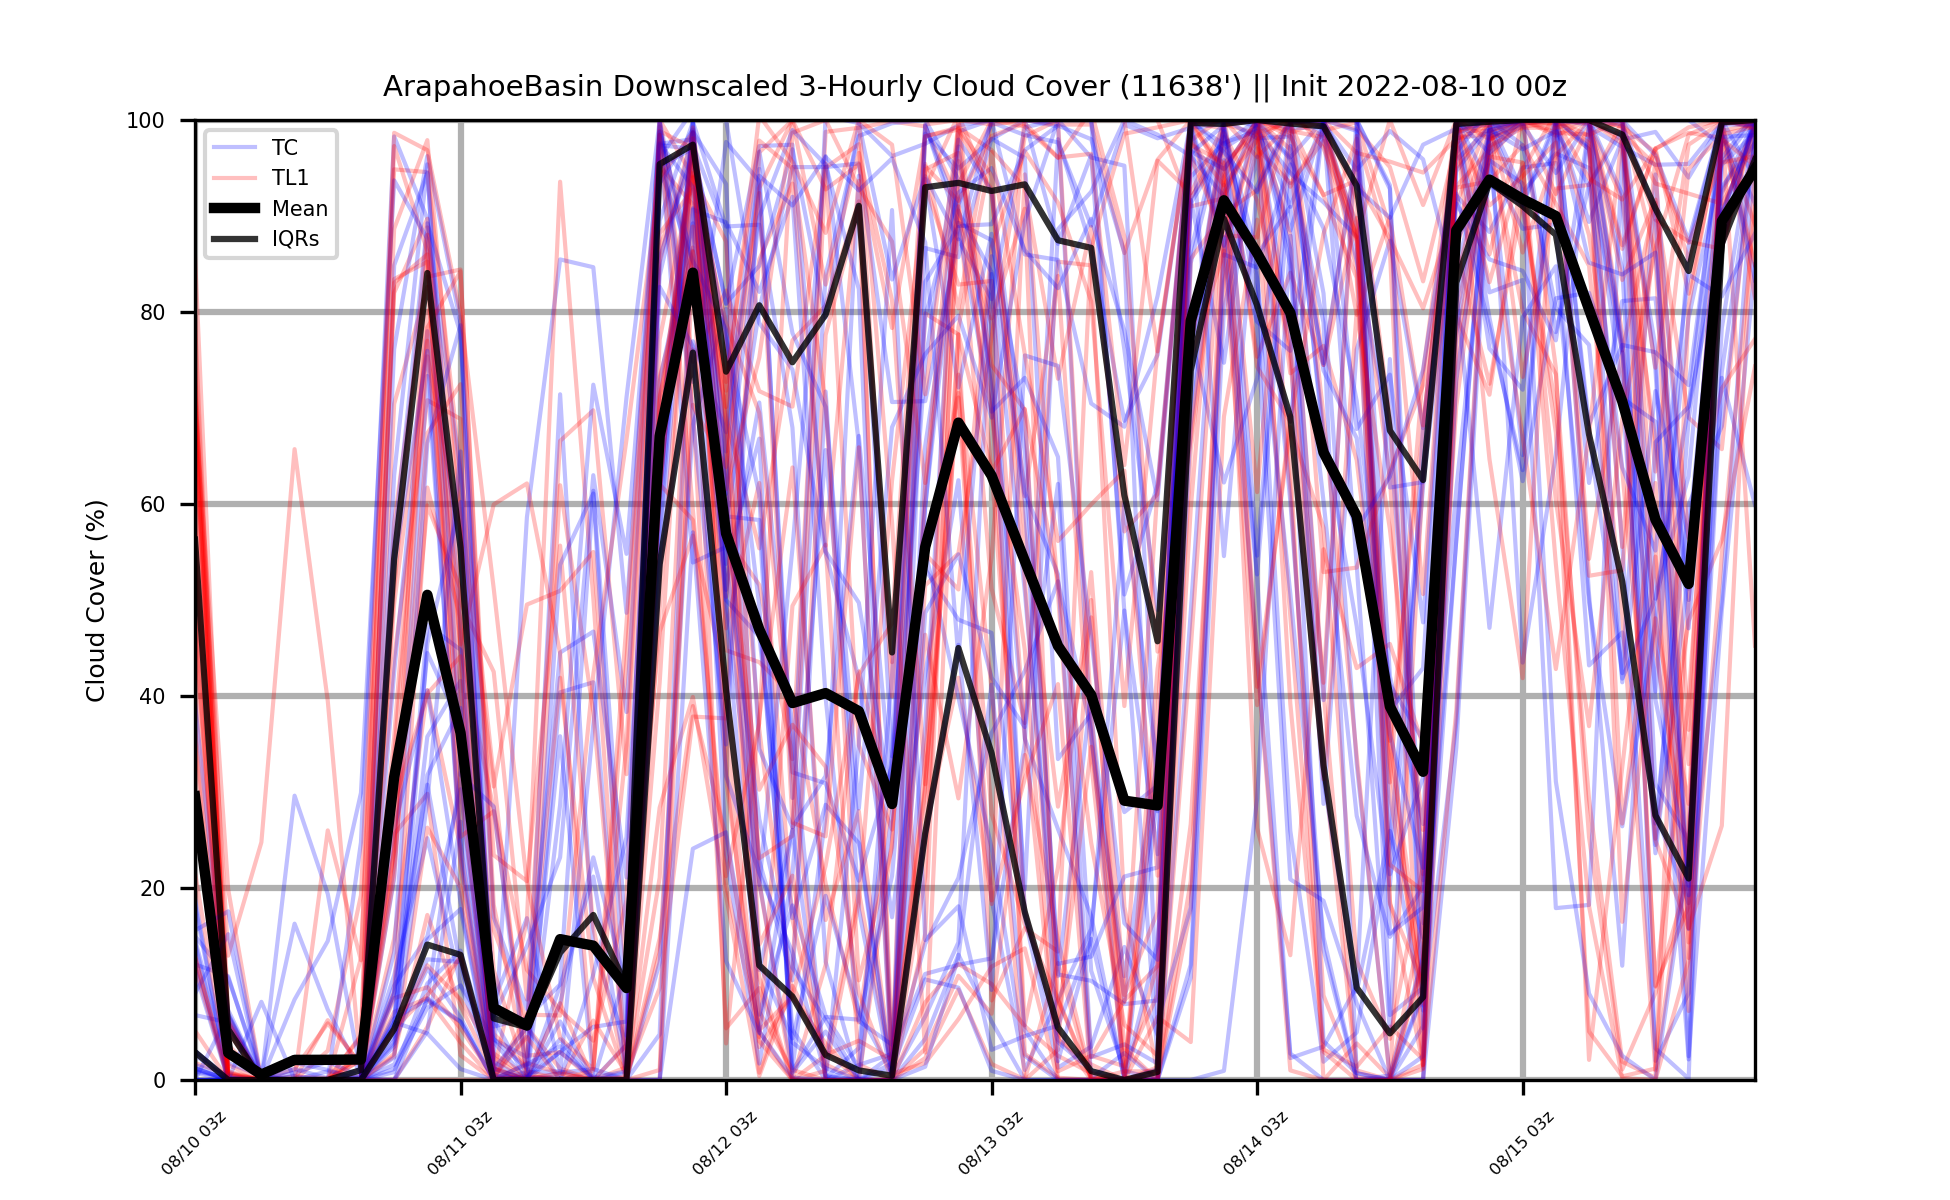 ArapahoeBasin Downscaled 3-Hourly Cloud Cover (11638') || Init 2022-08-10 00z
100
80
60
40
20
0
Cloud Cover (%)
TC
TL1
Mean
IQRs
08/10 03z
08/11 03z
08/12 03z
08/13 03z
08/14 03z
08/15 03z